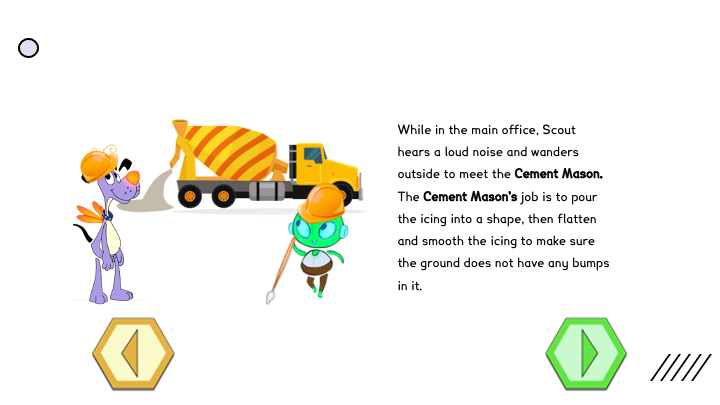 While in the main office, Scout
hears a loud noise and wanders
outside to meet the Cement Mason.
The Cement Mason's job is to pour
the icing into a shape, then flatten
and smooth the icing to make sure
the ground does not have any bumps
in it.